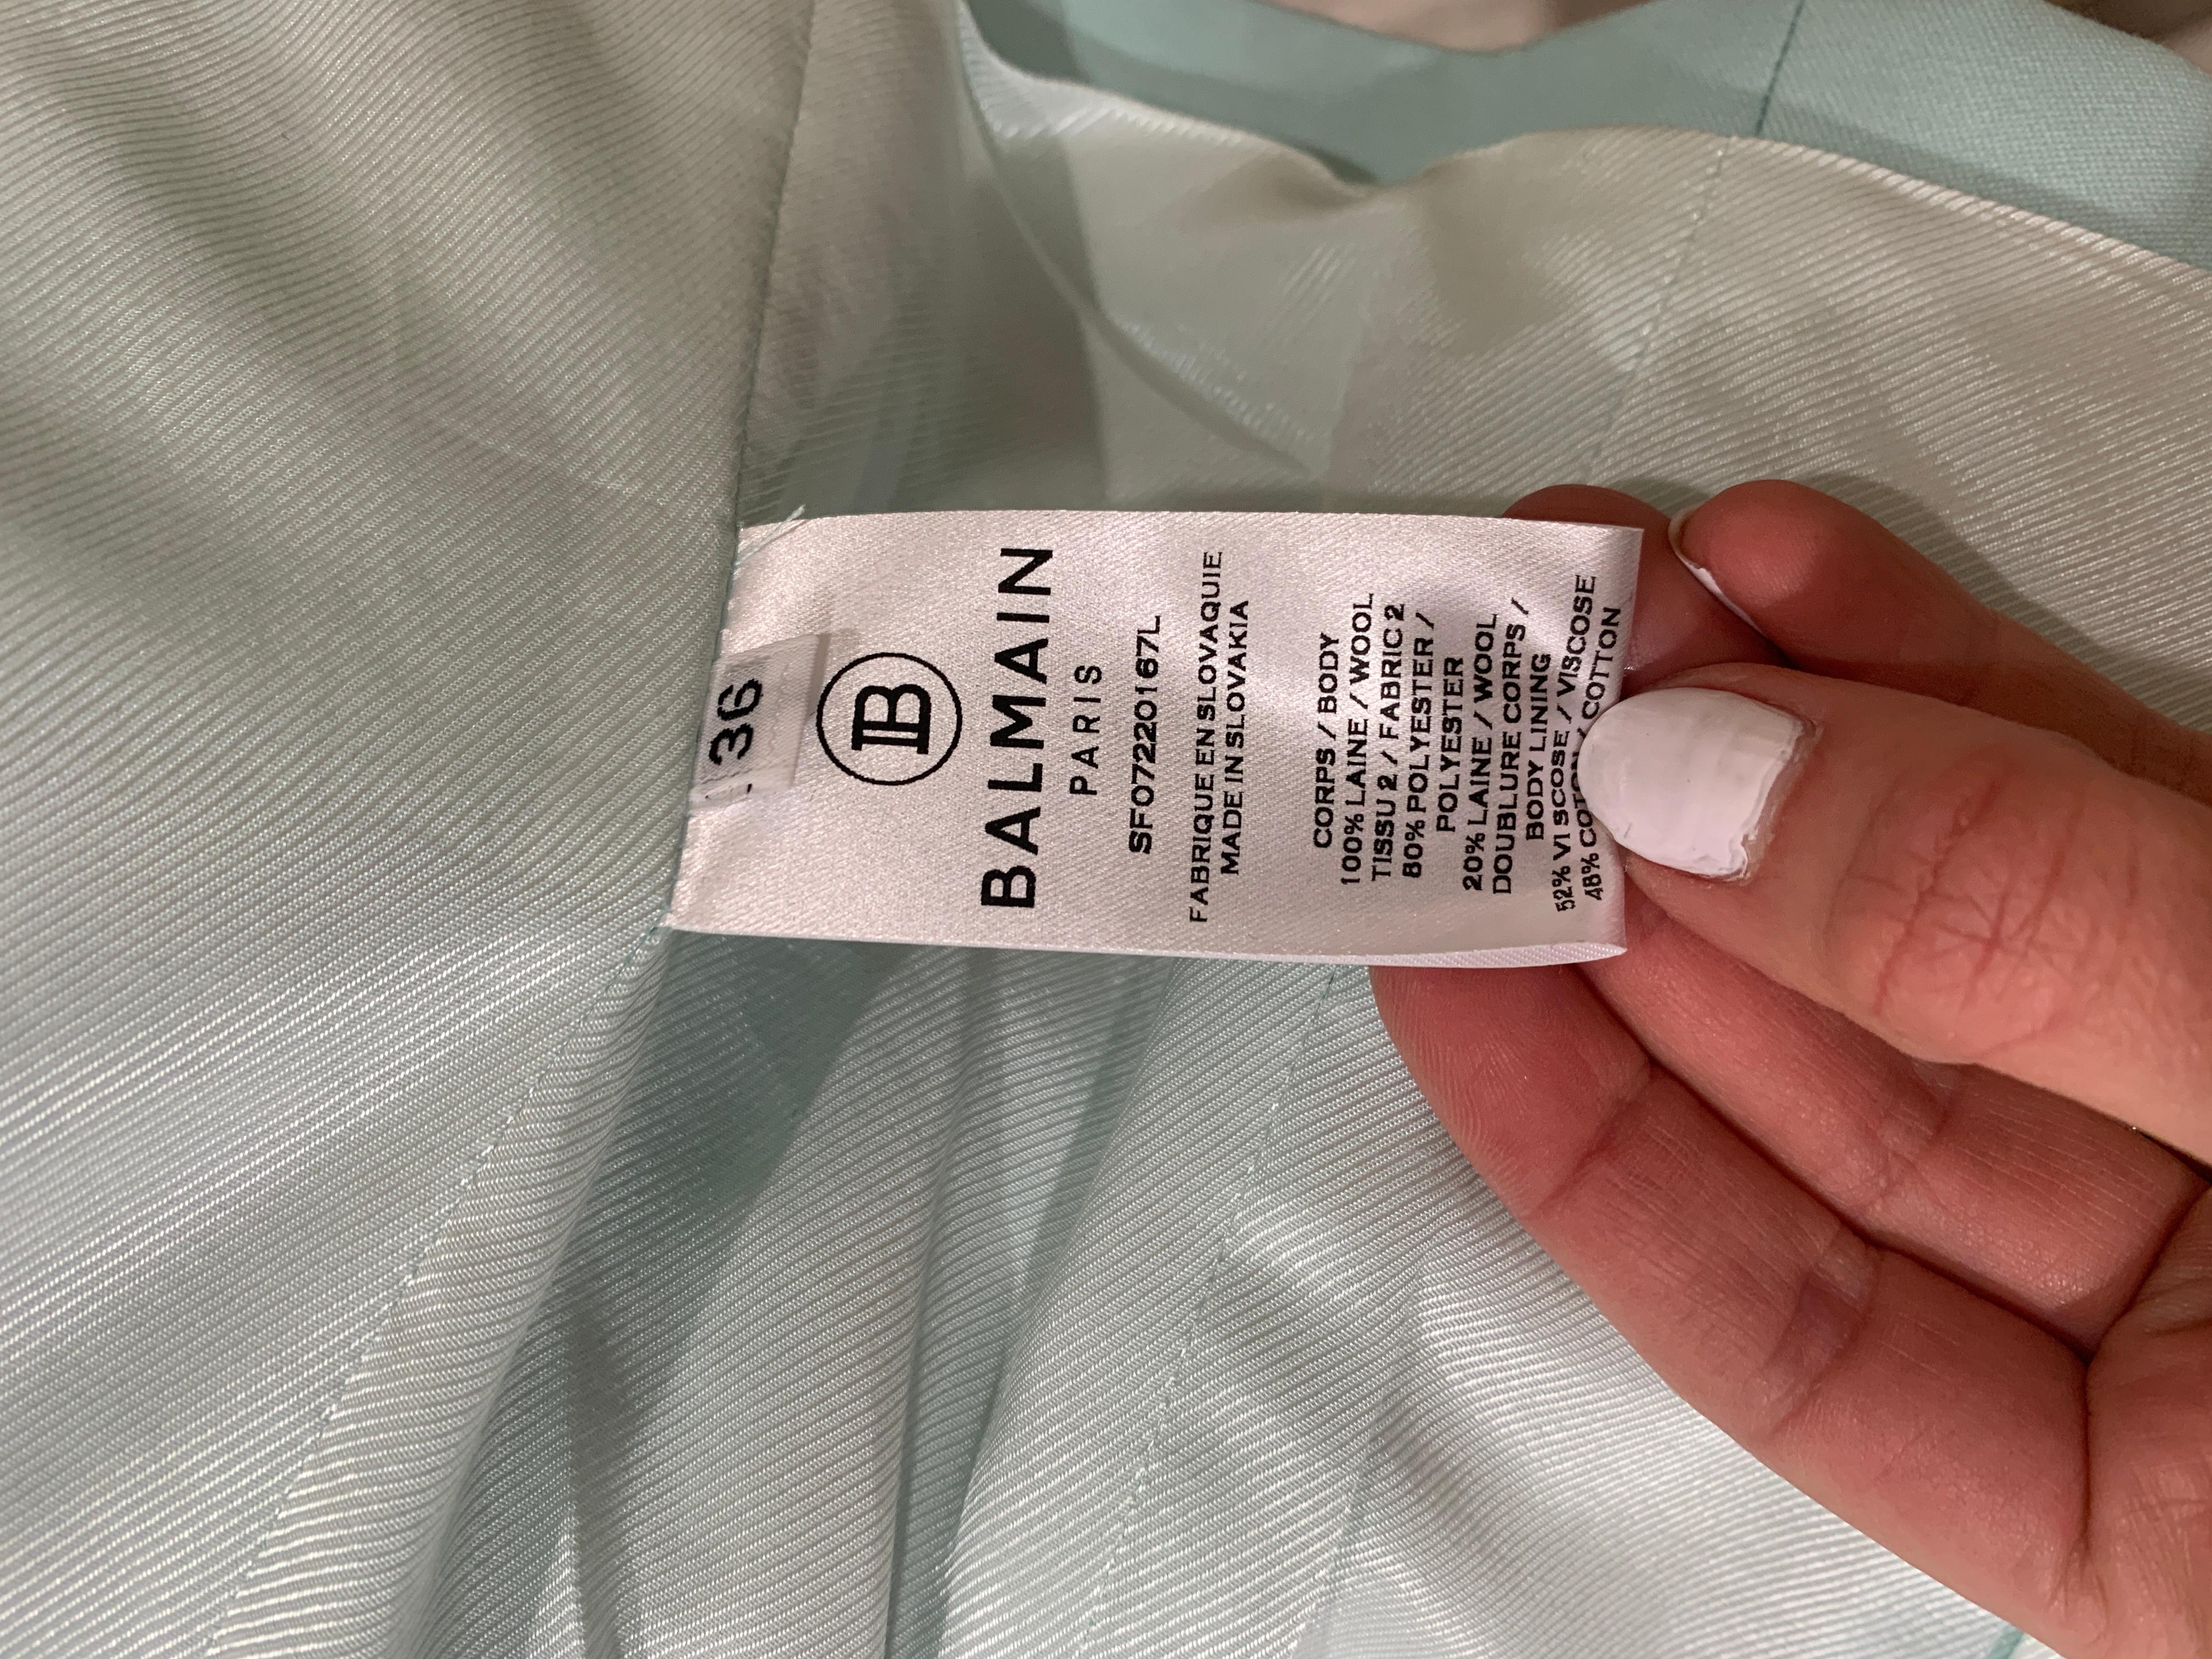 36
B
BALMAIN
PARIS
SF07220167L
FABRIQUE EN SLOVAQUIE
MADE IN SLOVAKIA
CORPS / BODY
100% LAINE / WOOL
TISSU 2 / FABRIC 2
80% POLYESTER /
POLYESTER
20% LAINE / WOOL
DOUBLURE CORPS /
BODY LINING
52% VISCOSE / VISCOSE
48% COTON / COTTON